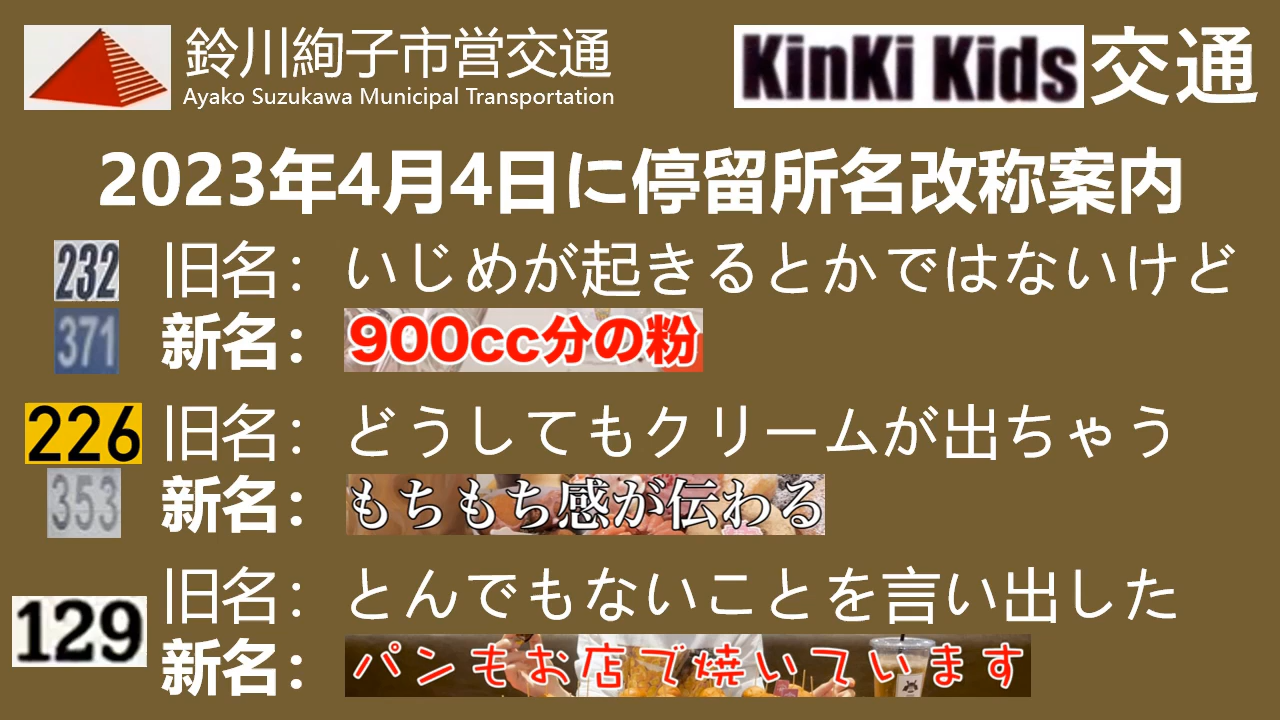 鈴川絢子市営交通
Ayako Suzukawa Municipal Transportation
KinKi Kids交通
2023年4月4日に停留所名改称案内
232
旧名：いじめが起きるとかではないけど
371
新名：900cc分の粉
226
旧名：どうしてもクリームが出ちゃう
353
新名：もちもち感が伝わる
129
旧名：とんでもないことを言い出した
新名：パンもお店で焼いています